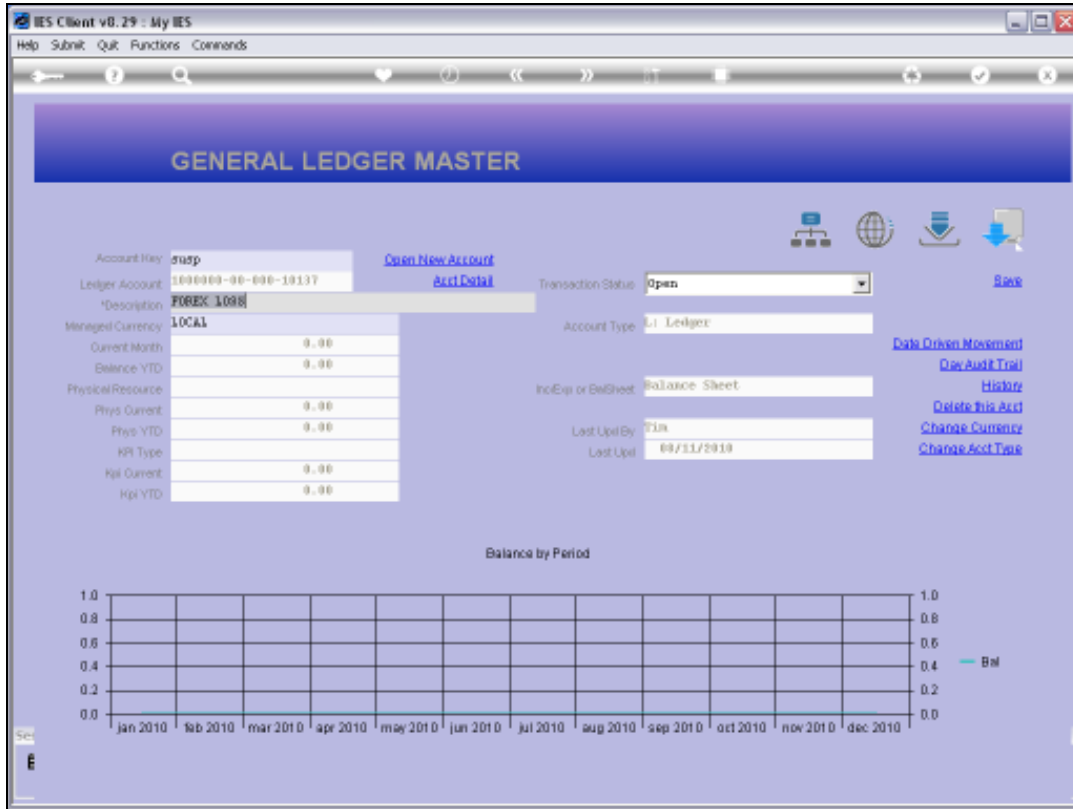 IES Client v8.29 : My IES
Help Submit Quit Functions Commands
GENERAL LEDGER MASTER
Account Key susp Open New Account
Ledger Account 1000000-00-000-10137 Acct Detail Transaction Status Open Save
*Description FOREX LOSS
Managed Currency LOCAL Account Type L: Ledger
Current Month 0.00 Date Driven Movement
Balance YTD 0.00 Day Audit Trail
Physical Resource Inc/Exp or BalSheet Balance Sheet History
Phys Current 0.00 Delete this Acct
Phys YTD 0.00 Last Upd By Tim Change Currency
KPI Type Last Upd 08/11/2010 Change Acct Type
Kpi Current 0.00
Kpi YTD 0.00
Balance by Period
1.0 1.0
0.8 0.8
0.6 0.6
0.4 0.4 Bal
0.2 0.2
0.0 0.0
jan 2010 feb 2010 mar 2010 apr 2010 may 2010 jun 2010 jul 2010 aug 2010 sep 2010 oct 2010 nov 2010 dec 2010